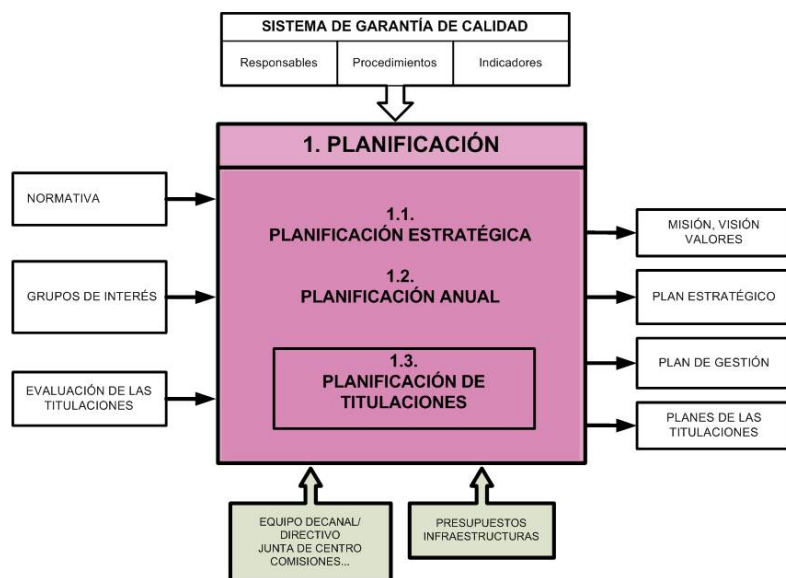 SISTEMA DE GARANTÍA DE CALIDAD
Responsables
Procedimientos
Indicadores
1. PLANIFICACIÓN
NORMATIVA
GRUPOS DE INTERÉS
EVALUACIÓN DE LAS
TITULACIONES
1.1.
PLANIFICACIÓN ESTRATÉGICA
1.2.
PLANIFICACIÓN ANUAL
1.3.
PLANIFICACIÓN DE
TITULACIONES
MISIÓN, VISIÓN
VALORES
PLAN ESTRATÉGICO
PLAN DE GESTIÓN
PLANES DE LAS
TITULACIONES
EQUIPO DECANAL/
DIRECTIVO
JUNTA DE CENTRO
COMISIONES...
PRESUPUESTOS
INFRAESTRUCTURAS